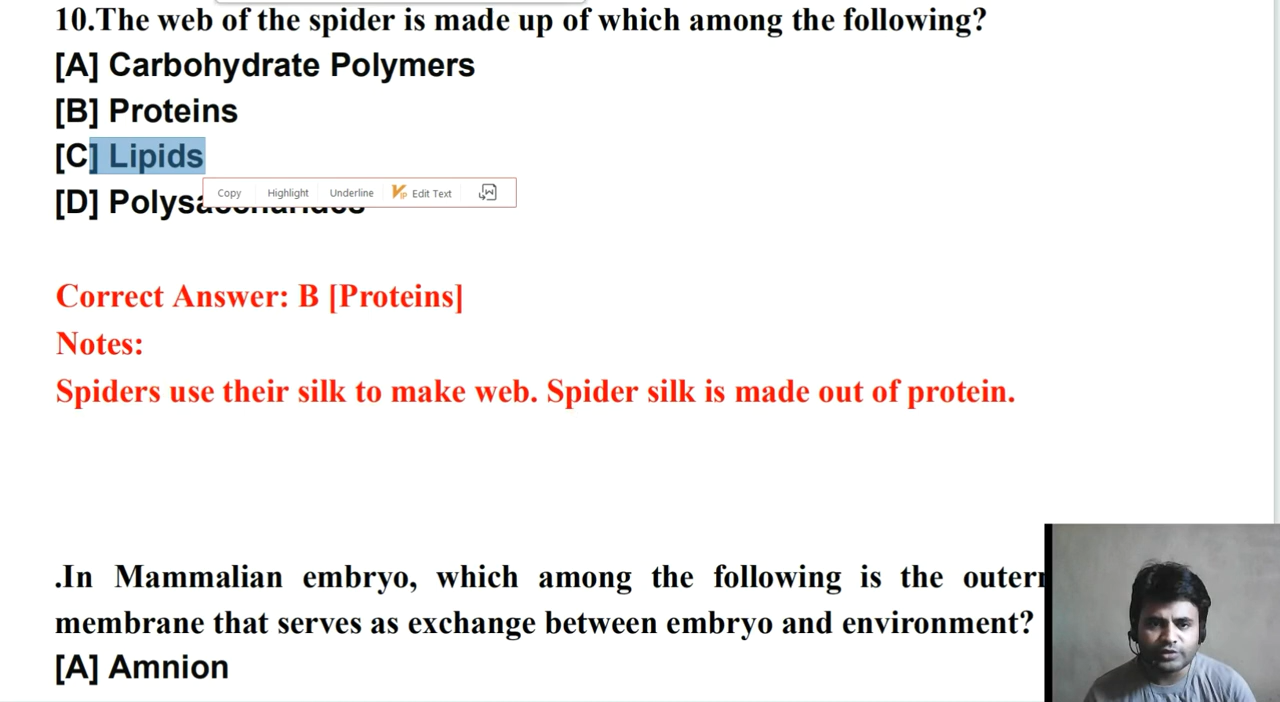 10.The web of the spider is made up of which among the following?
[A] Carbohydrate Polymers
[B] Proteins
[C] Lipids
Copy Highlight Underline Edit Text
[D]
Correct Answer: B [Proteins]
Notes:
Spiders use their silk to make web. Spider silk is made out of protein.
.In Mammalian embryo, which among the following is the
membrane that serves as exchange between embryo and environment?
[A] Amnion